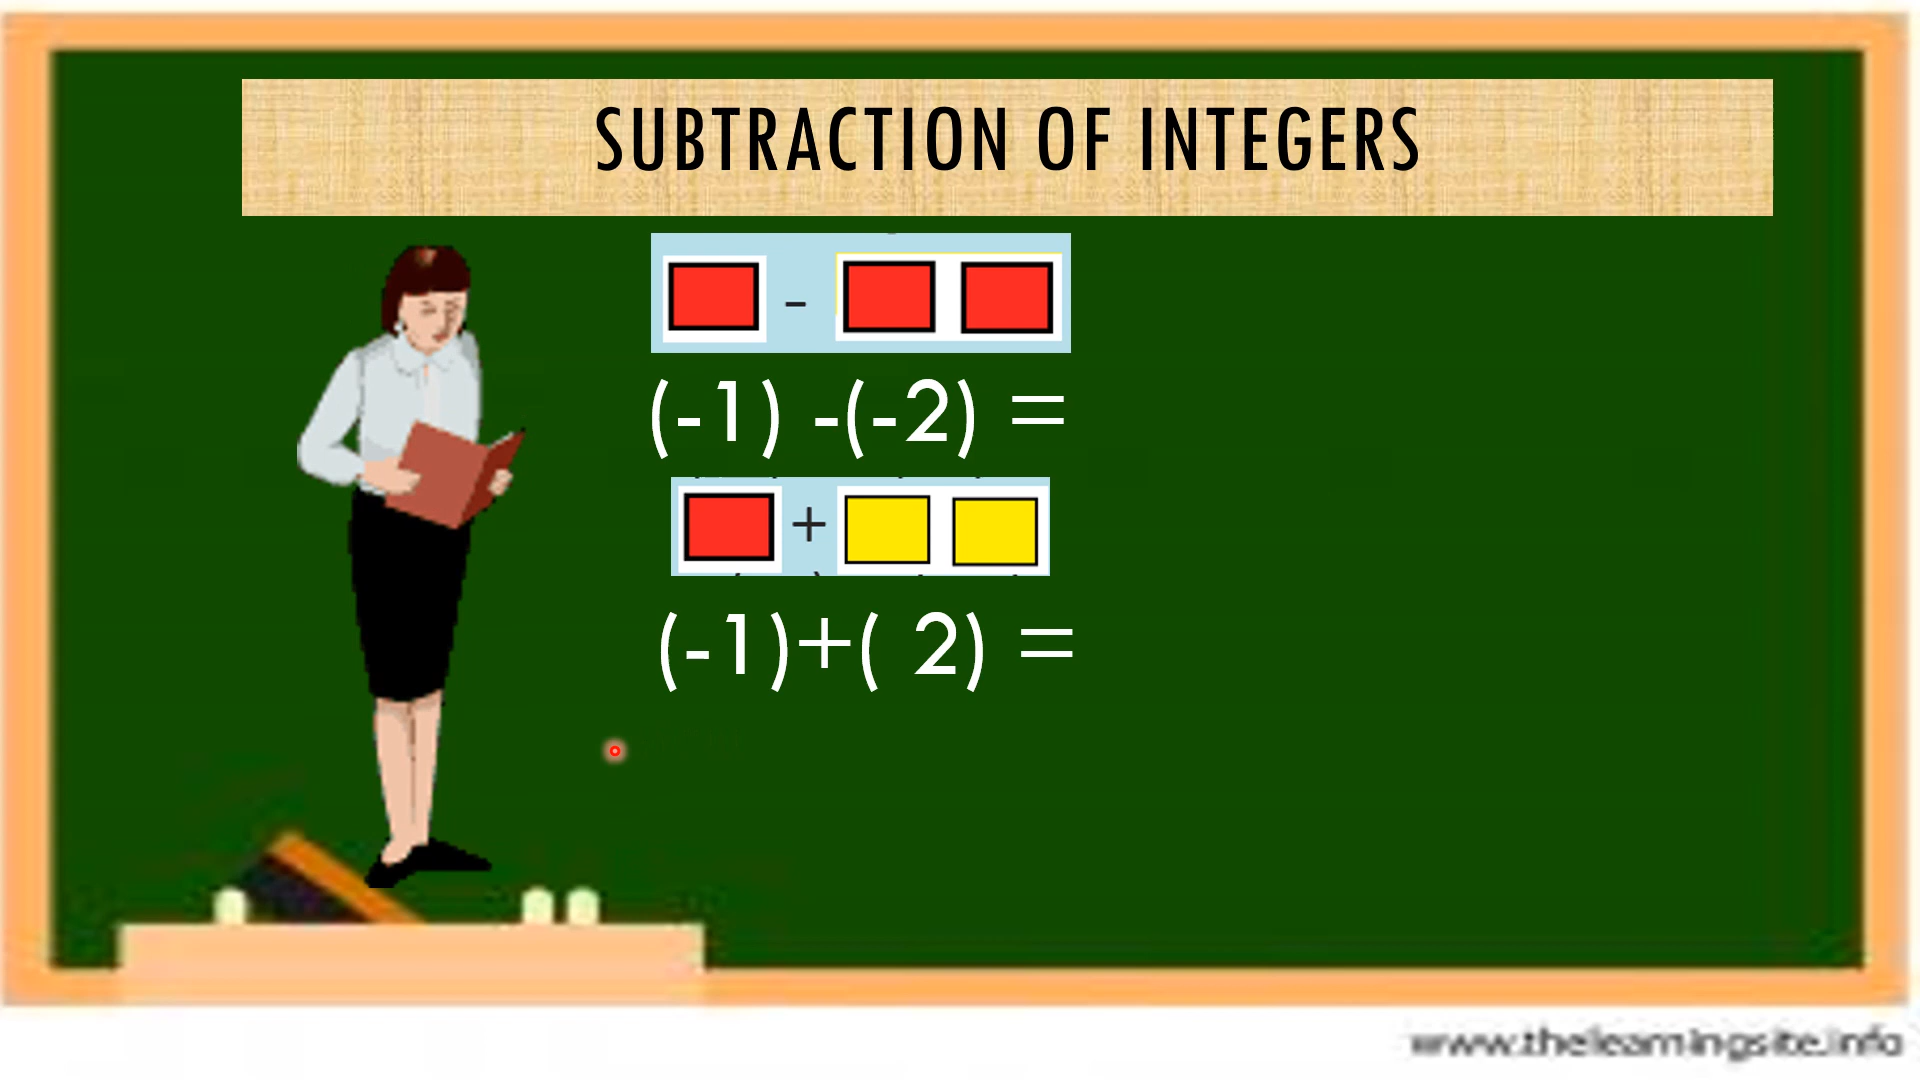 SUBTRACTION OF INTEGERS
-
(-1) -(-2) =
+
(-1)+( 2) =
www.thelearningsite.info